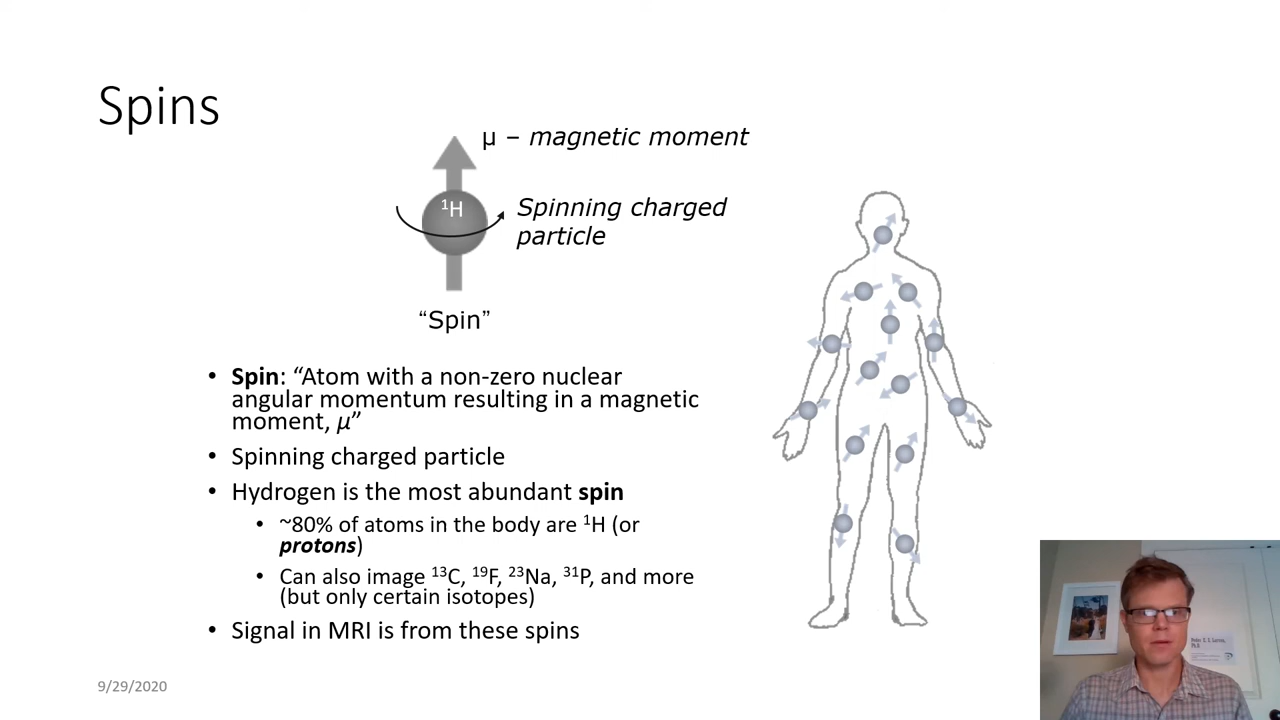 Spins
μ – magnetic moment
¹H
Spinning charged
particle
“Spin”
• Spin: “Atom with a non-zero nuclear
angular momentum resulting in a magnetic
moment, μ”
• Spinning charged particle
• Hydrogen is the most abundant spin
• ~80% of atoms in the body are ¹H (or
protons)
• Can also image ¹³C, ¹⁹F, ²³Na, ³¹P, and more
(but only certain isotopes)
• Signal in MRI is from these spins
9/29/2020
Ph.D